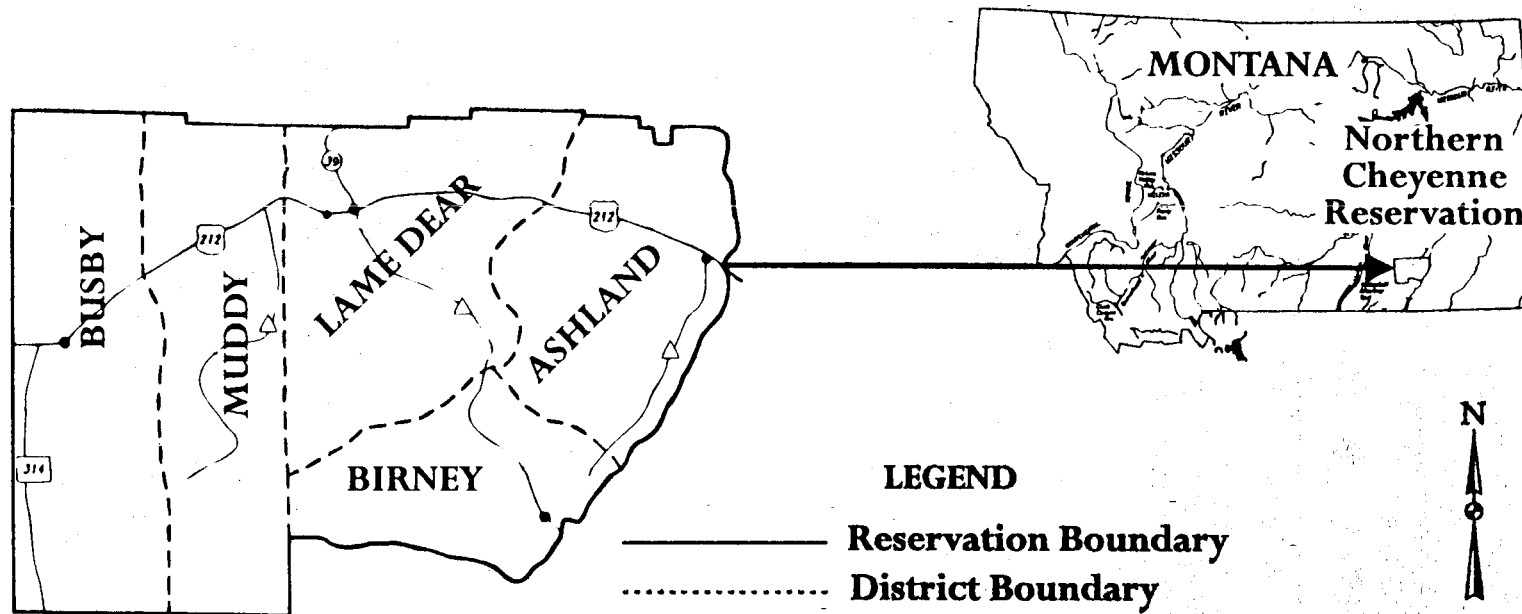 MONTANA
Northern
Cheyenne
Reservation
39
212
212
BUSBY
MUDDY
LAME DEAR
ASHLAND
314
BIRNEY
N
LEGEND
Reservation Boundary
District Boundary